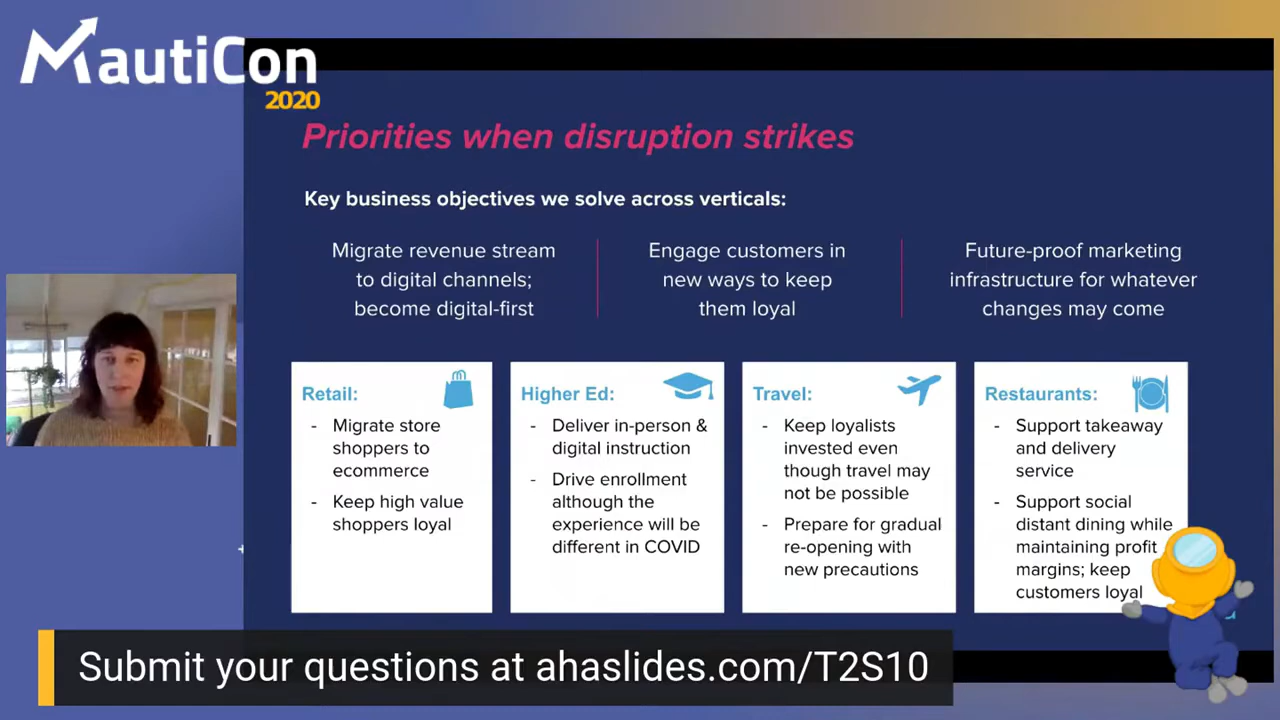 MautiCon
2020
Priorities when disruption strikes
Key business objectives we solve across verticals:
Migrate revenue stream
to digital channels;
become digital-first
Engage customers in
new ways to keep
them loyal
Future-proof marketing
infrastructure for whatever
changes may come
Retail:
- Migrate store
shoppers to
ecommerce
- Keep high value
shoppers loyal
Higher Ed:
- Deliver in-person &
digital instruction
- Drive enrollment
although the
experience will be
different in COVID
Travel:
- Keep loyalists
invested even
though travel may
not be possible
- Prepare for gradual
re-opening with
new precautions
Restaurants:
- Support takeaway
and delivery
service
- Support social
distant dining while
maintaining profit
margins; keep
customers loyal
Submit your questions at ahaslides.com/T2S10